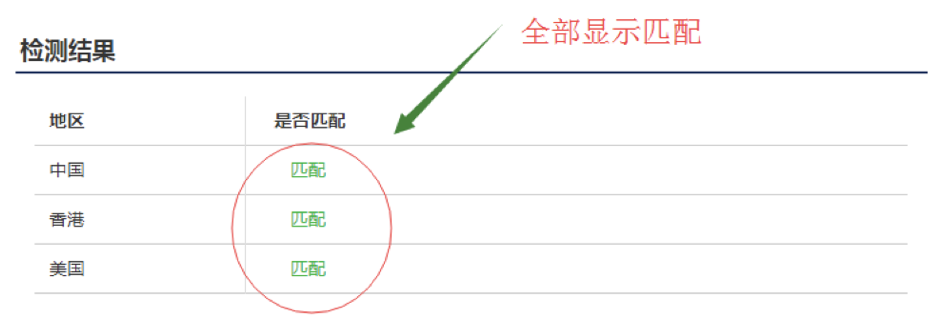 全部显示匹配
检测结果
地区 是否匹配
中国 匹配
香港 匹配
美国 匹配